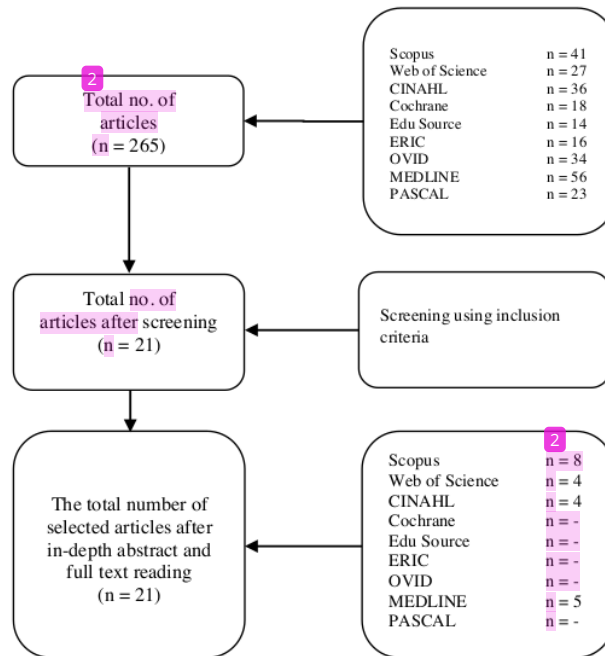 2
Total no. of
articles
(n = 265)
Scopus n = 41
Web of Science n = 27
CINAHL n = 36
Cochrane n = 18
Edu Source n = 14
ERIC n = 16
OVID n = 34
MEDLINE n = 56
PASCAL n = 23
Total no. of
articles after screening
(n = 21)
Screening using inclusion
criteria
The total number of
selected articles after
in-depth abstract and
full text reading
(n = 21)
2
Scopus n = 8
Web of Science n = 4
CINAHL n = 4
Cochrane n = -
Edu Source n = -
ERIC n = -
OVID n = -
MEDLINE n = 5
PASCAL n = -